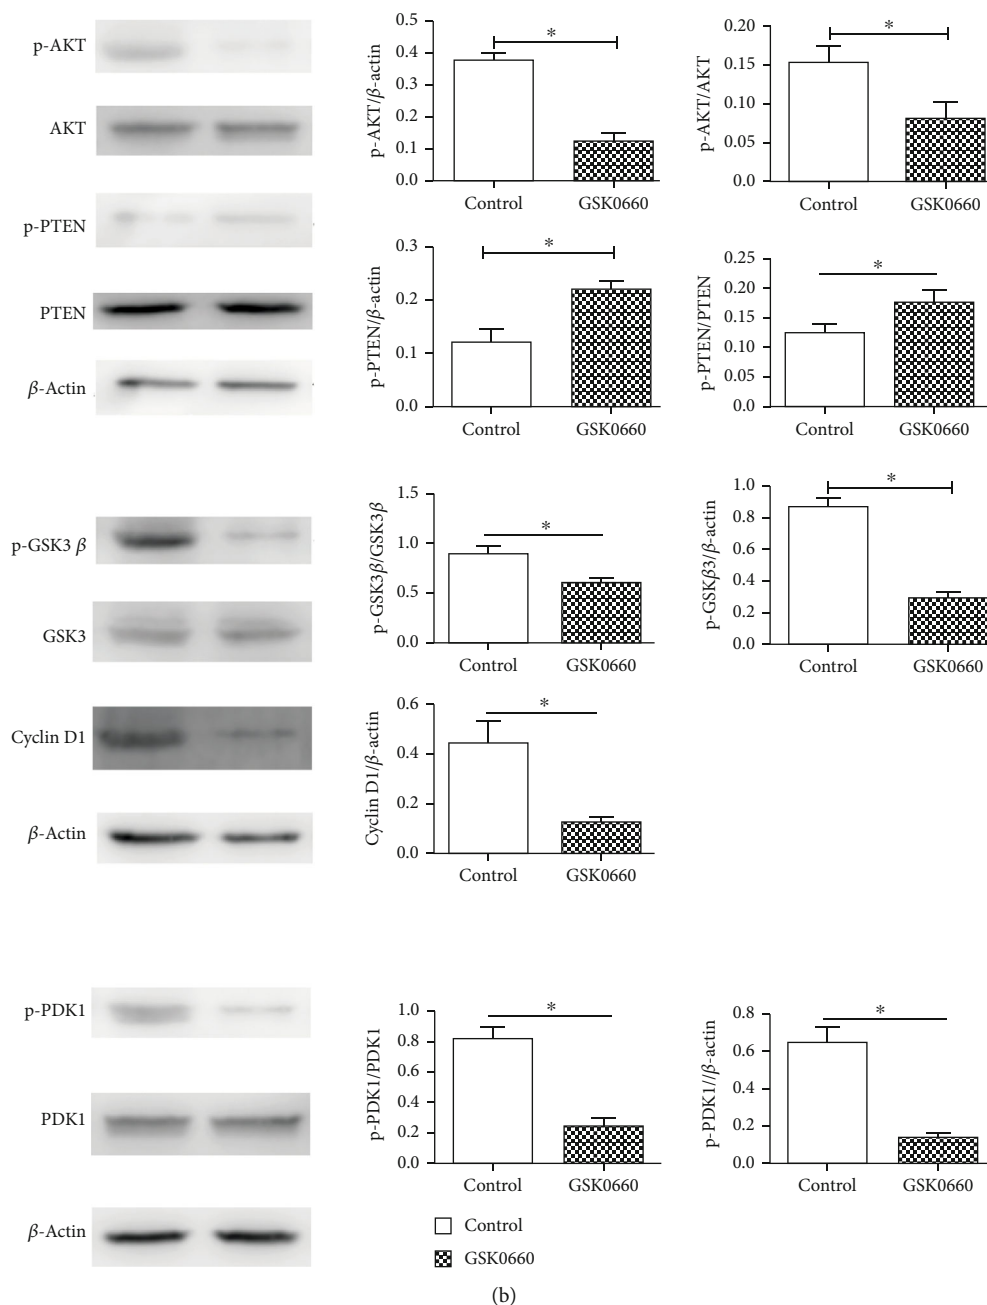 p-AKT
AKT
p-PTEN
PTEN
β-Actin
p-AKT/β-actin
0.5
0.4
0.3
0.2
0.1
0.0
*
Control
GSK0660
p-AKT/AKT
0.20
0.15
0.10
0.05
0.00
*
Control
GSK0660
p-PTEN/β-actin
0.3
0.2
0.1
0.0
*
Control
GSK0660
p-PTEN/PTEN
0.25
0.20
0.15
0.10
0.05
0.00
*
Control
GSK0660
p-GSK3 β
GSK3
Cyclin D1
β-Actin
p-GSK3β/GSK3β
1.5
1.0
0.5
0.0
*
Control
GSK0660
p-GSKβ3/β-actin
1.0
0.8
0.6
0.4
0.2
0.0
*
Control
GSK0660
Cyclin D1/β-actin
0.6
0.4
0.2
0.0
*
Control
GSK0660
p-PDK1
PDK1
β-Actin
p-PDK1/PDK1
1.0
0.8
0.6
0.4
0.2
0.0
*
Control
GSK0660
p-PDK1//β-actin
0.8
0.6
0.4
0.2
0.0
*
Control
GSK0660
Control
GSK0660
(b)